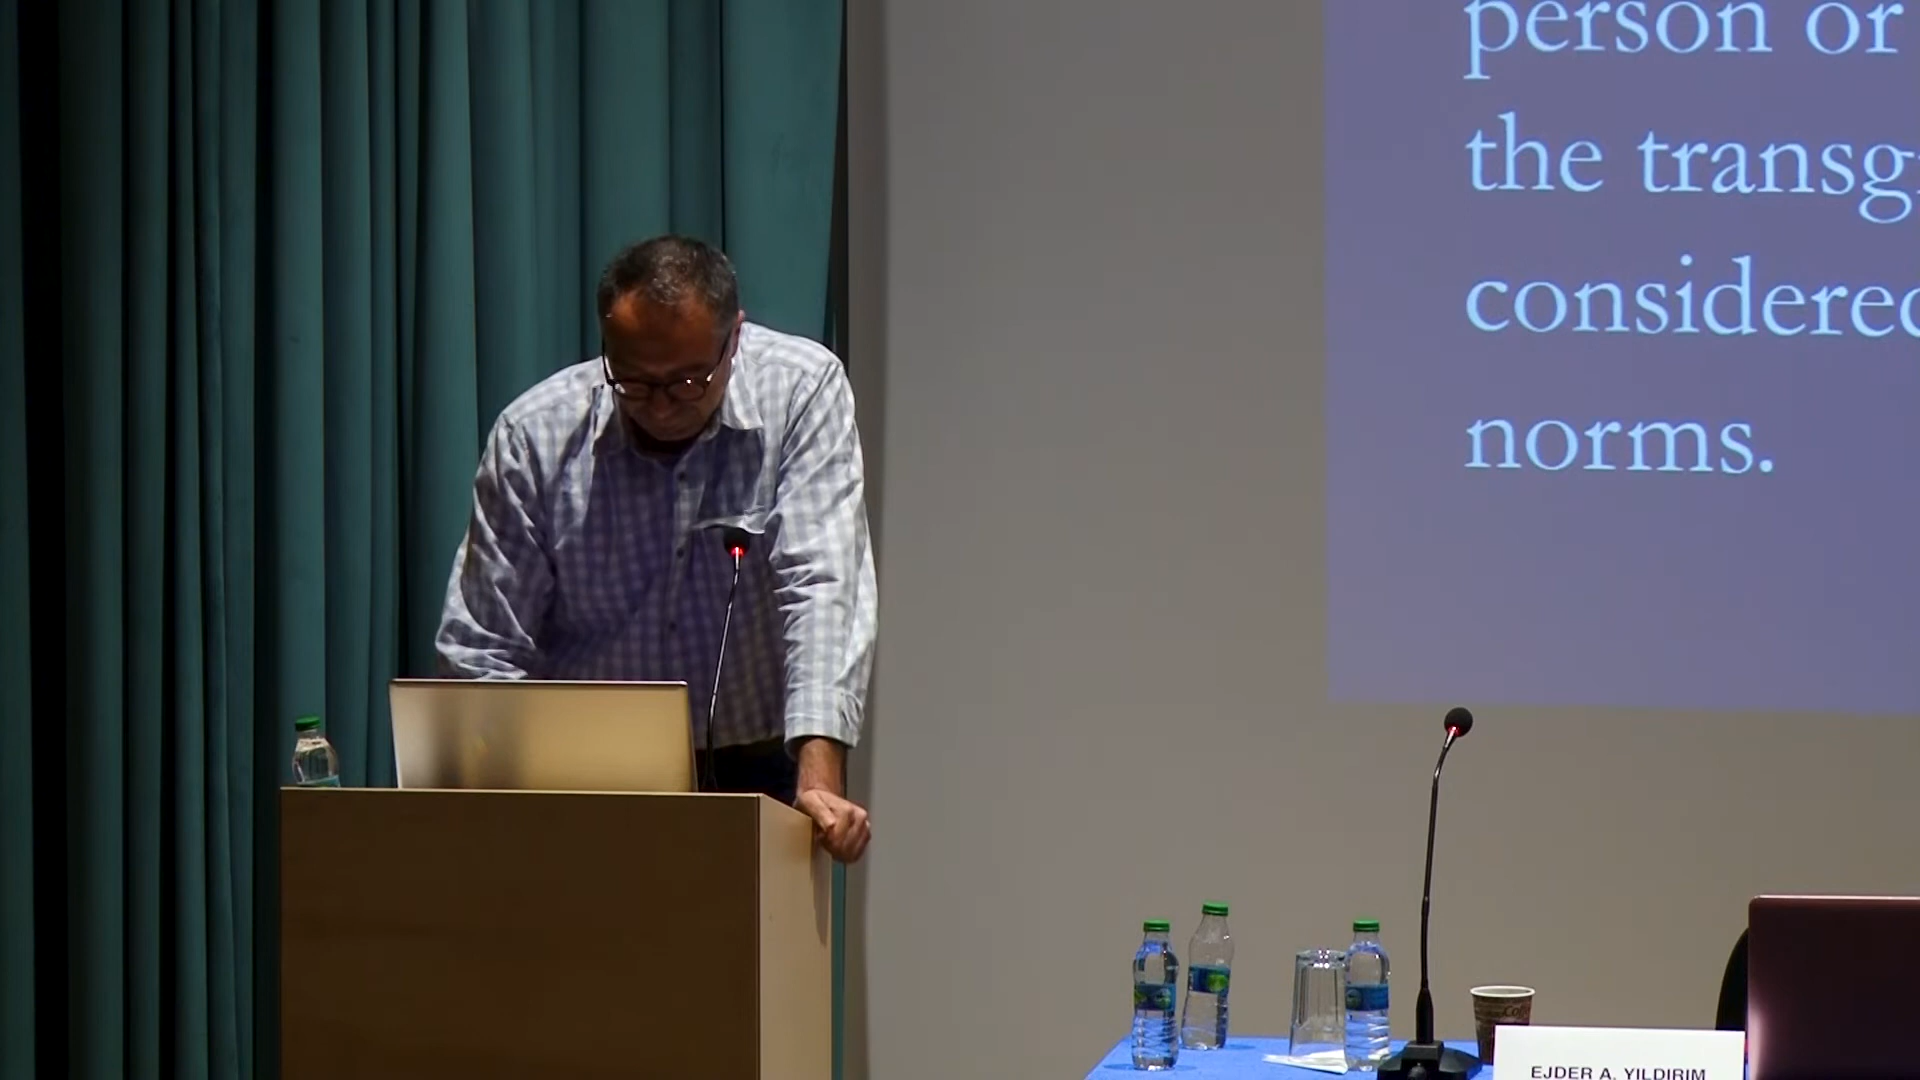 person or
the transg
considered
norms.
EJDER A. YILDIRIM